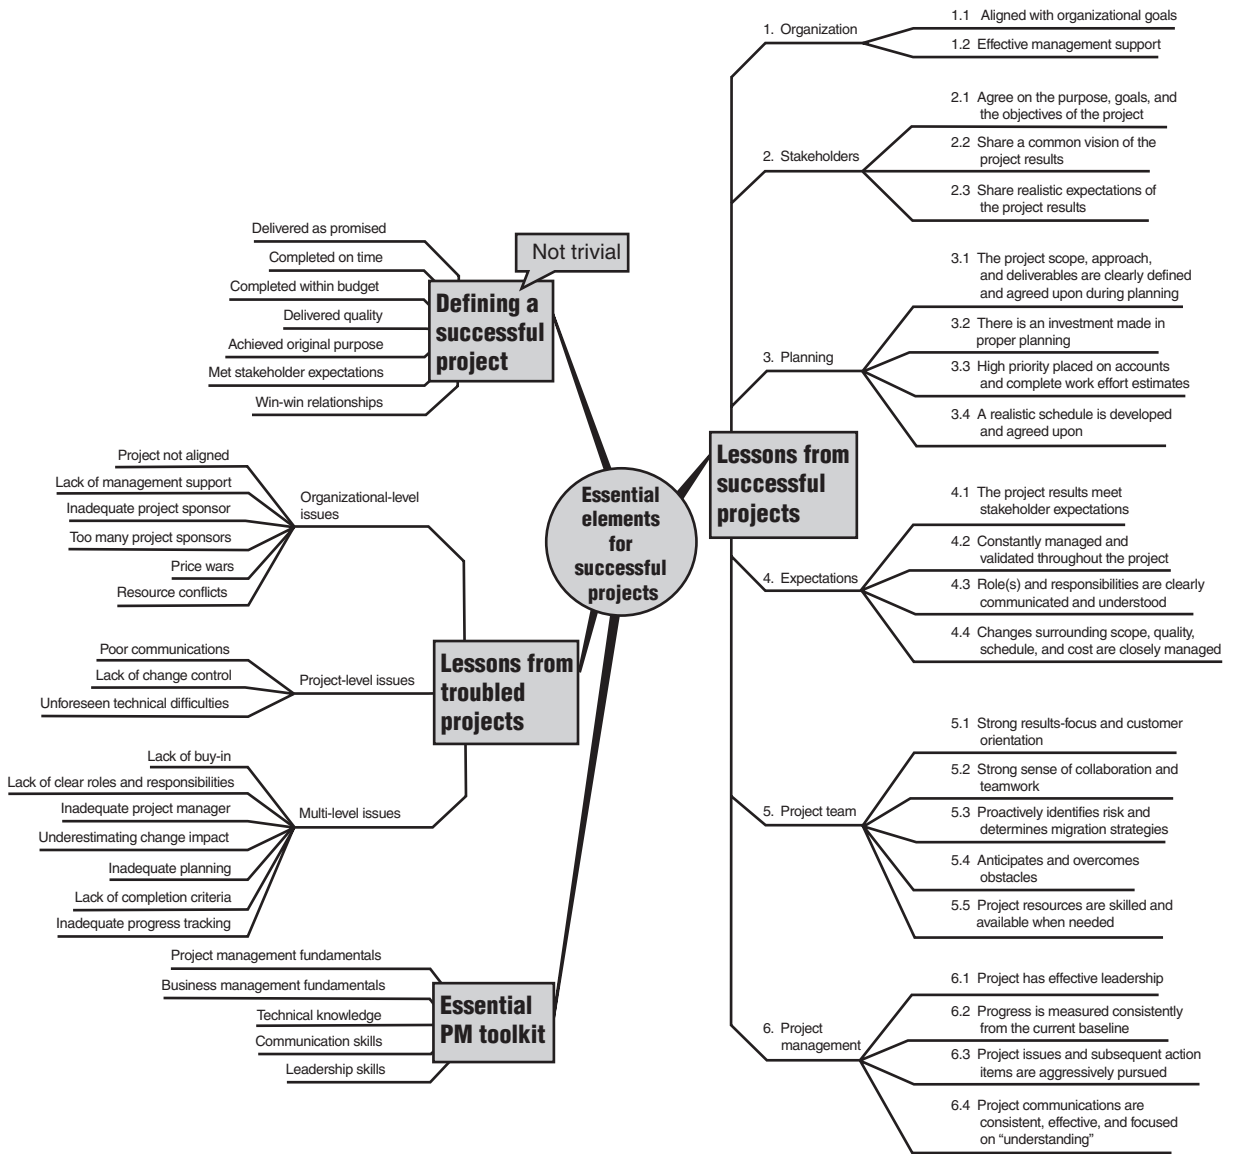 Essential
elements
for
successful
projects
Not trivial
Defining a
successful
project
Delivered as promised
Completed on time
Completed within budget
Delivered quality
Achieved original purpose
Met stakeholder expectations
Win-win relationships
Lessons from
troubled
projects
Organizational-level
issues
Project not aligned
Lack of management support
Inadequate project sponsor
Too many project sponsors
Price wars
Resource conflicts
Project-level issues
Poor communications
Lack of change control
Unforeseen technical difficulties
Multi-level issues
Lack of buy-in
Lack of clear roles and responsibilities
Inadequate project manager
Underestimating change impact
Inadequate planning
Lack of completion criteria
Inadequate progress tracking
Essential
PM toolkit
Project management fundamentals
Business management fundamentals
Technical knowledge
Communication skills
Leadership skills
Lessons from
successful
projects
1. Organization
1.1 Aligned with organizational goals
1.2 Effective management support
2. Stakeholders
2.1 Agree on the purpose, goals, and
the objectives of the project
2.2 Share a common vision of the
project results
2.3 Share realistic expectations of
the project results
3. Planning
3.1 The project scope, approach,
and deliverables are clearly defined
and agreed upon during planning
3.2 There is an investment made in
proper planning
3.3 High priority placed on accounts
and complete work effort estimates
3.4 A realistic schedule is developed
and agreed upon
4. Expectations
4.1 The project results meet
stakeholder expectations
4.2 Constantly managed and
validated throughout the project
4.3 Role(s) and responsibilities are clearly
communicated and understood
4.4 Changes surrounding scope, quality,
schedule, and cost are closely managed
5. Project team
5.1 Strong results-focus and customer
orientation
5.2 Strong sense of collaboration and
teamwork
5.3 Proactively identifies risk and
determines migration strategies
5.4 Anticipates and overcomes
obstacles
5.5 Project resources are skilled and
available when needed
6. Project
management
6.1 Project has effective leadership
6.2 Progress is measured consistently
from the current baseline
6.3 Project issues and subsequent action
items are aggressively pursued
6.4 Project communications are
consistent, effective, and focused
on “understanding”